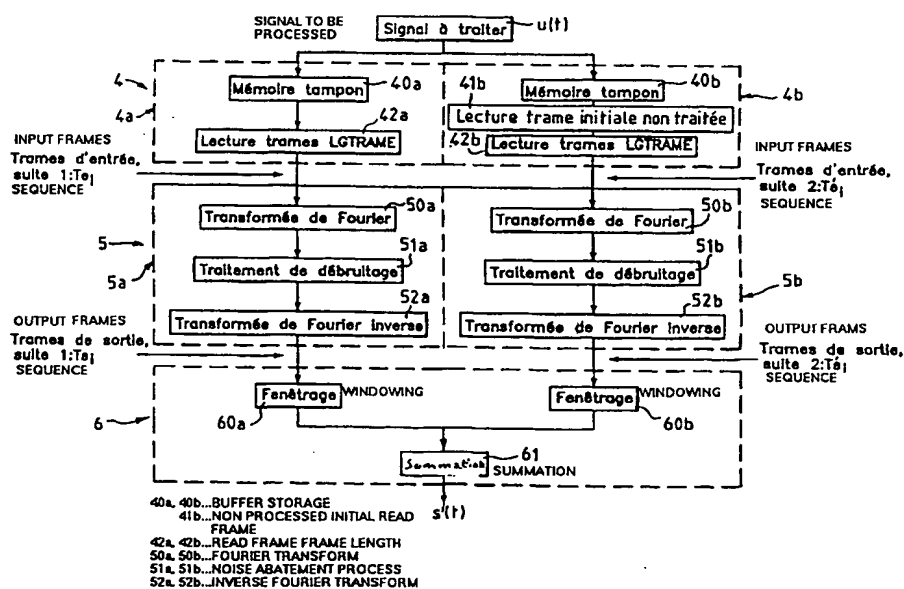 SIGNAL TO BE
PROCESSED
Signal à traiter
u(t)
4
4a
Mémoire tampon
40a
42a
Lecture trames LGTRAME
41b
Mémoire tampon
40b
4b
Lecture trame initiale non traitée
42b
Lecture trames LGTRAME
INPUT FRAMES
Trames d'entrée,
suite 1:Te¡
SEQUENCE
INPUT FRAMES
Trames d'entrée,
suite 2:Té¡
SEQUENCE
5
5a
50a
Transformée de Fourier
51a
Traitement de débruitage
52a
Transformée de Fourier inverse
50b
Transformée de Fourier
51b
Traitement de débruitage
52b
Transformée de Fourier inverse
5b
OUTPUT FRAMES
Trames de sortie,
suite 1:Ts¡
SEQUENCE
OUTPUT FRAMS
Trames de sortie,
suite 2:Tś¡
SEQUENCE
6
Fenêtrage
WINDOWING
60a
Fenêtrage
WINDOWING
60b
61
Summation
SUMMATION
s'(t)
40a, 40b...BUFFER STORAGE
41b...NON PROCESSED INITIAL READ
FRAME
42a, 42b...READ FRAME FRAME LENGTH
50a, 50b...FOURIER TRANSFORM
51a, 51b...NOISE ABATEMENT PROCESS
52a, 52b...INVERSE FOURIER TRANSFORM